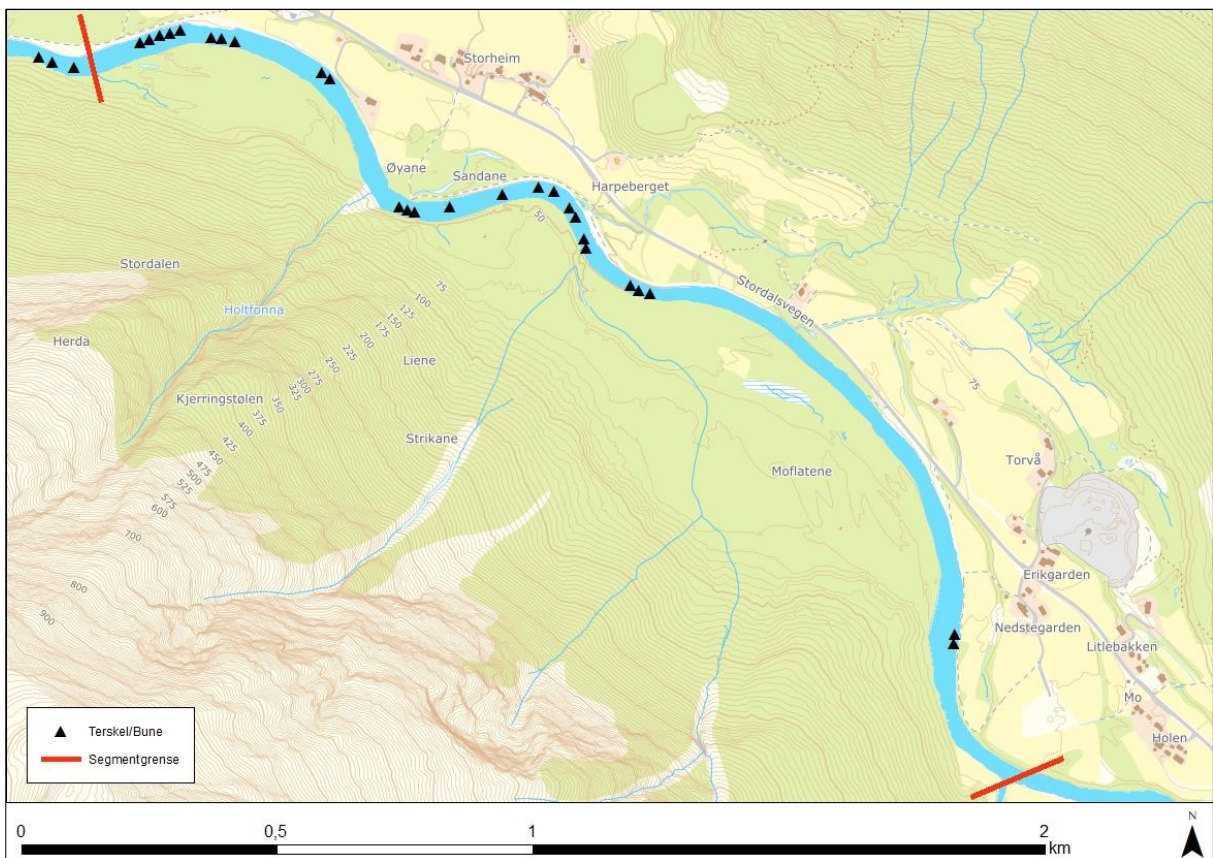 Storheim
Øyane
Sandane
Harpeberget
50
Stordalen
Stordalsvegen
Holtfonna
75
100
125
150
175
200
225
250
275
300
325
350
375
400
425
450
475
500
525
575
600
700
800
900
Herda
Liene
Kjerringstølen
75
Strikane
Moflatene
Torvå
Erikgarden
Nedstegarden
Litlebakken
Mo
Holen
Terskel/Bune
Segmentgrense
0 0,5 1 2
km
N